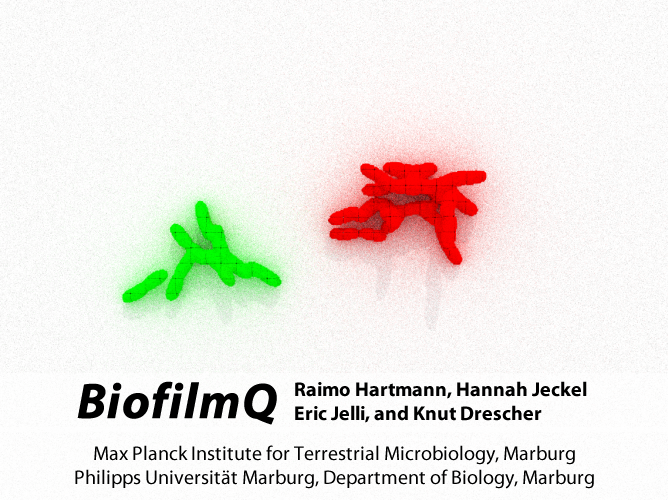 BiofilmQ
Raimo Hartmann, Hannah Jeckel
Eric Jelli, and Knut Drescher
Max Planck Institute for Terrestrial Microbiology, Marburg
Philipps Universität Marburg, Department of Biology, Marburg